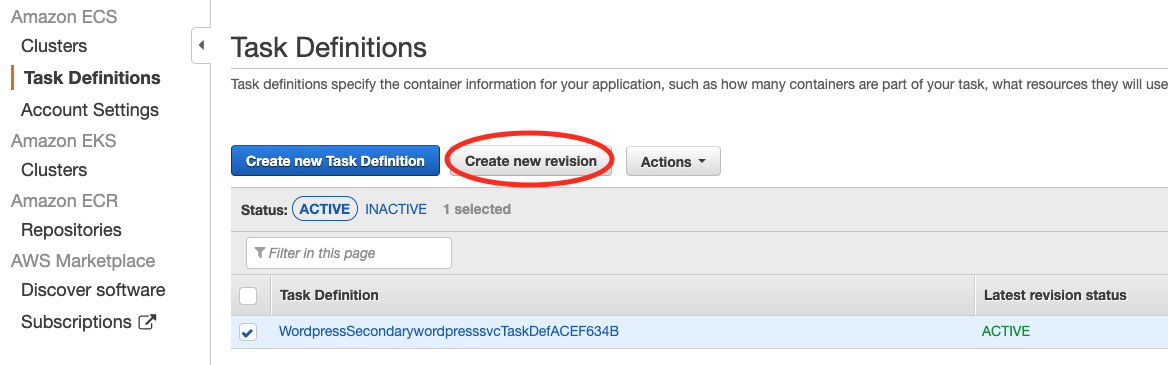 Amazon ECS
Clusters
Task Definitions
Account Settings
Amazon EKS
Clusters
Amazon ECR
Repositories
AWS Marketplace
Discover software
Subscriptions
Task Definitions
Task definitions specify the container information for your application, such as how many containers are part of your task, what resources they will use
Create new Task Definition Create new revision Actions
Status: ACTIVE INACTIVE 1 selected
Filter in this page
Task Definition Latest revision status
WordpressSecondarywordpresssvcTaskDefACEF634B ACTIVE